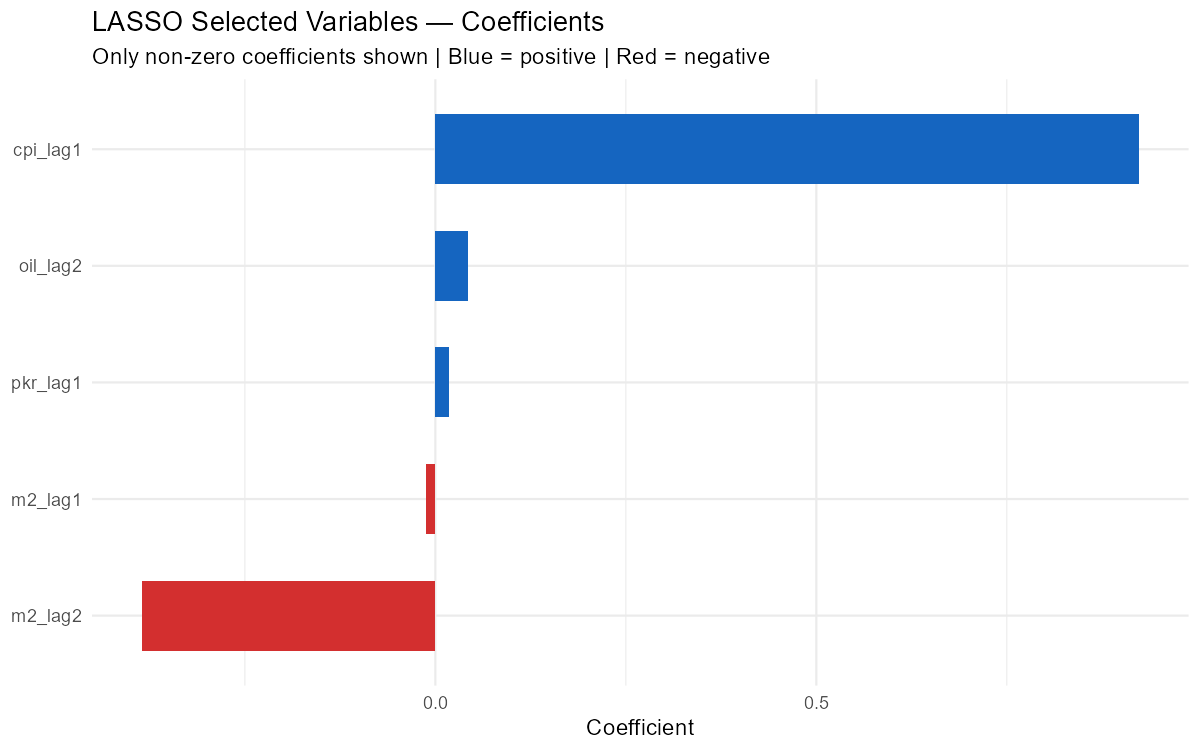 LASSO Selected Variables — Coefficients
Only non-zero coefficients shown | Blue = positive | Red = negative
cpi_lag1
oil_lag2
pkr_lag1
m2_lag1
m2_lag2
0.0 0.5
Coefficient